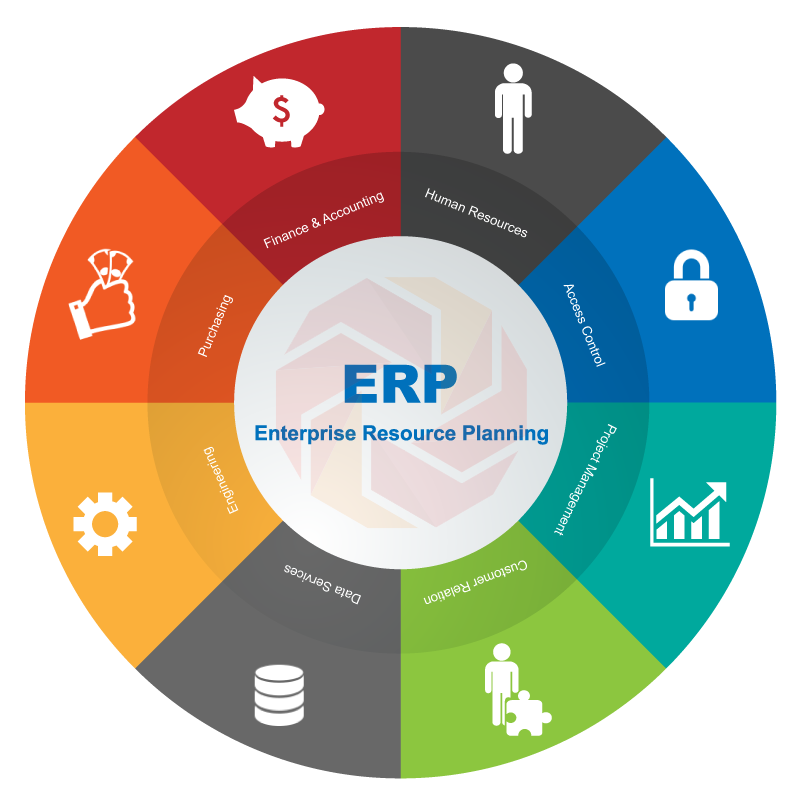 $
Finance & Accounting
Human Resources
Purchasing
Access Control
ERP
Enterprise Resource Planning
Engineering
Project Management
Data Services
Customer Relation